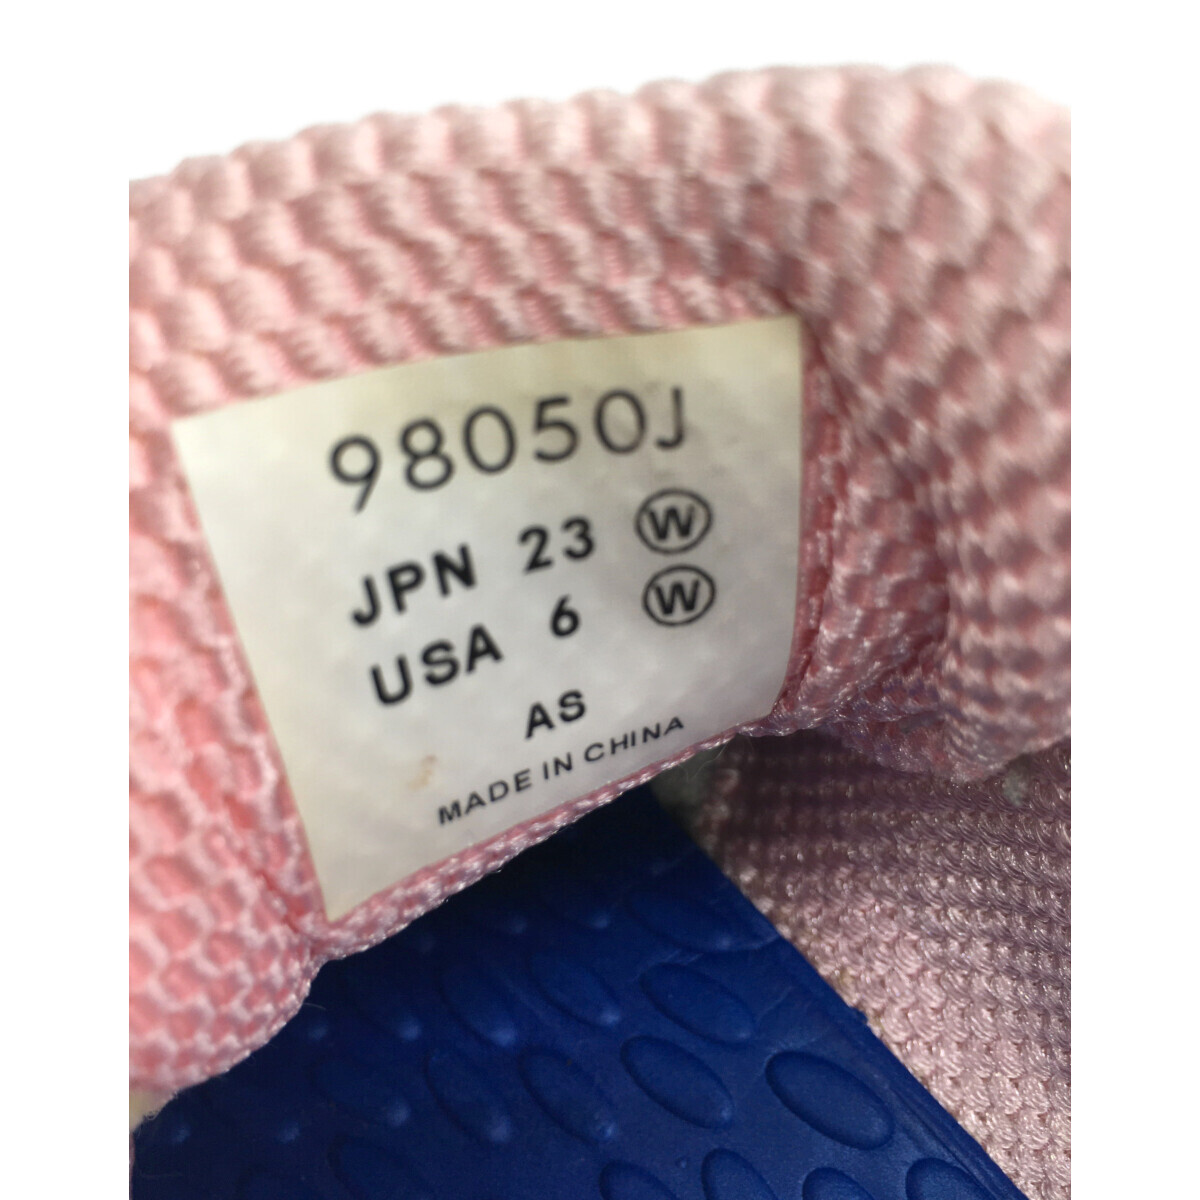 98050J
JPN 23 Ⓦ
USA 6 Ⓦ
AS
MADE IN CHINA